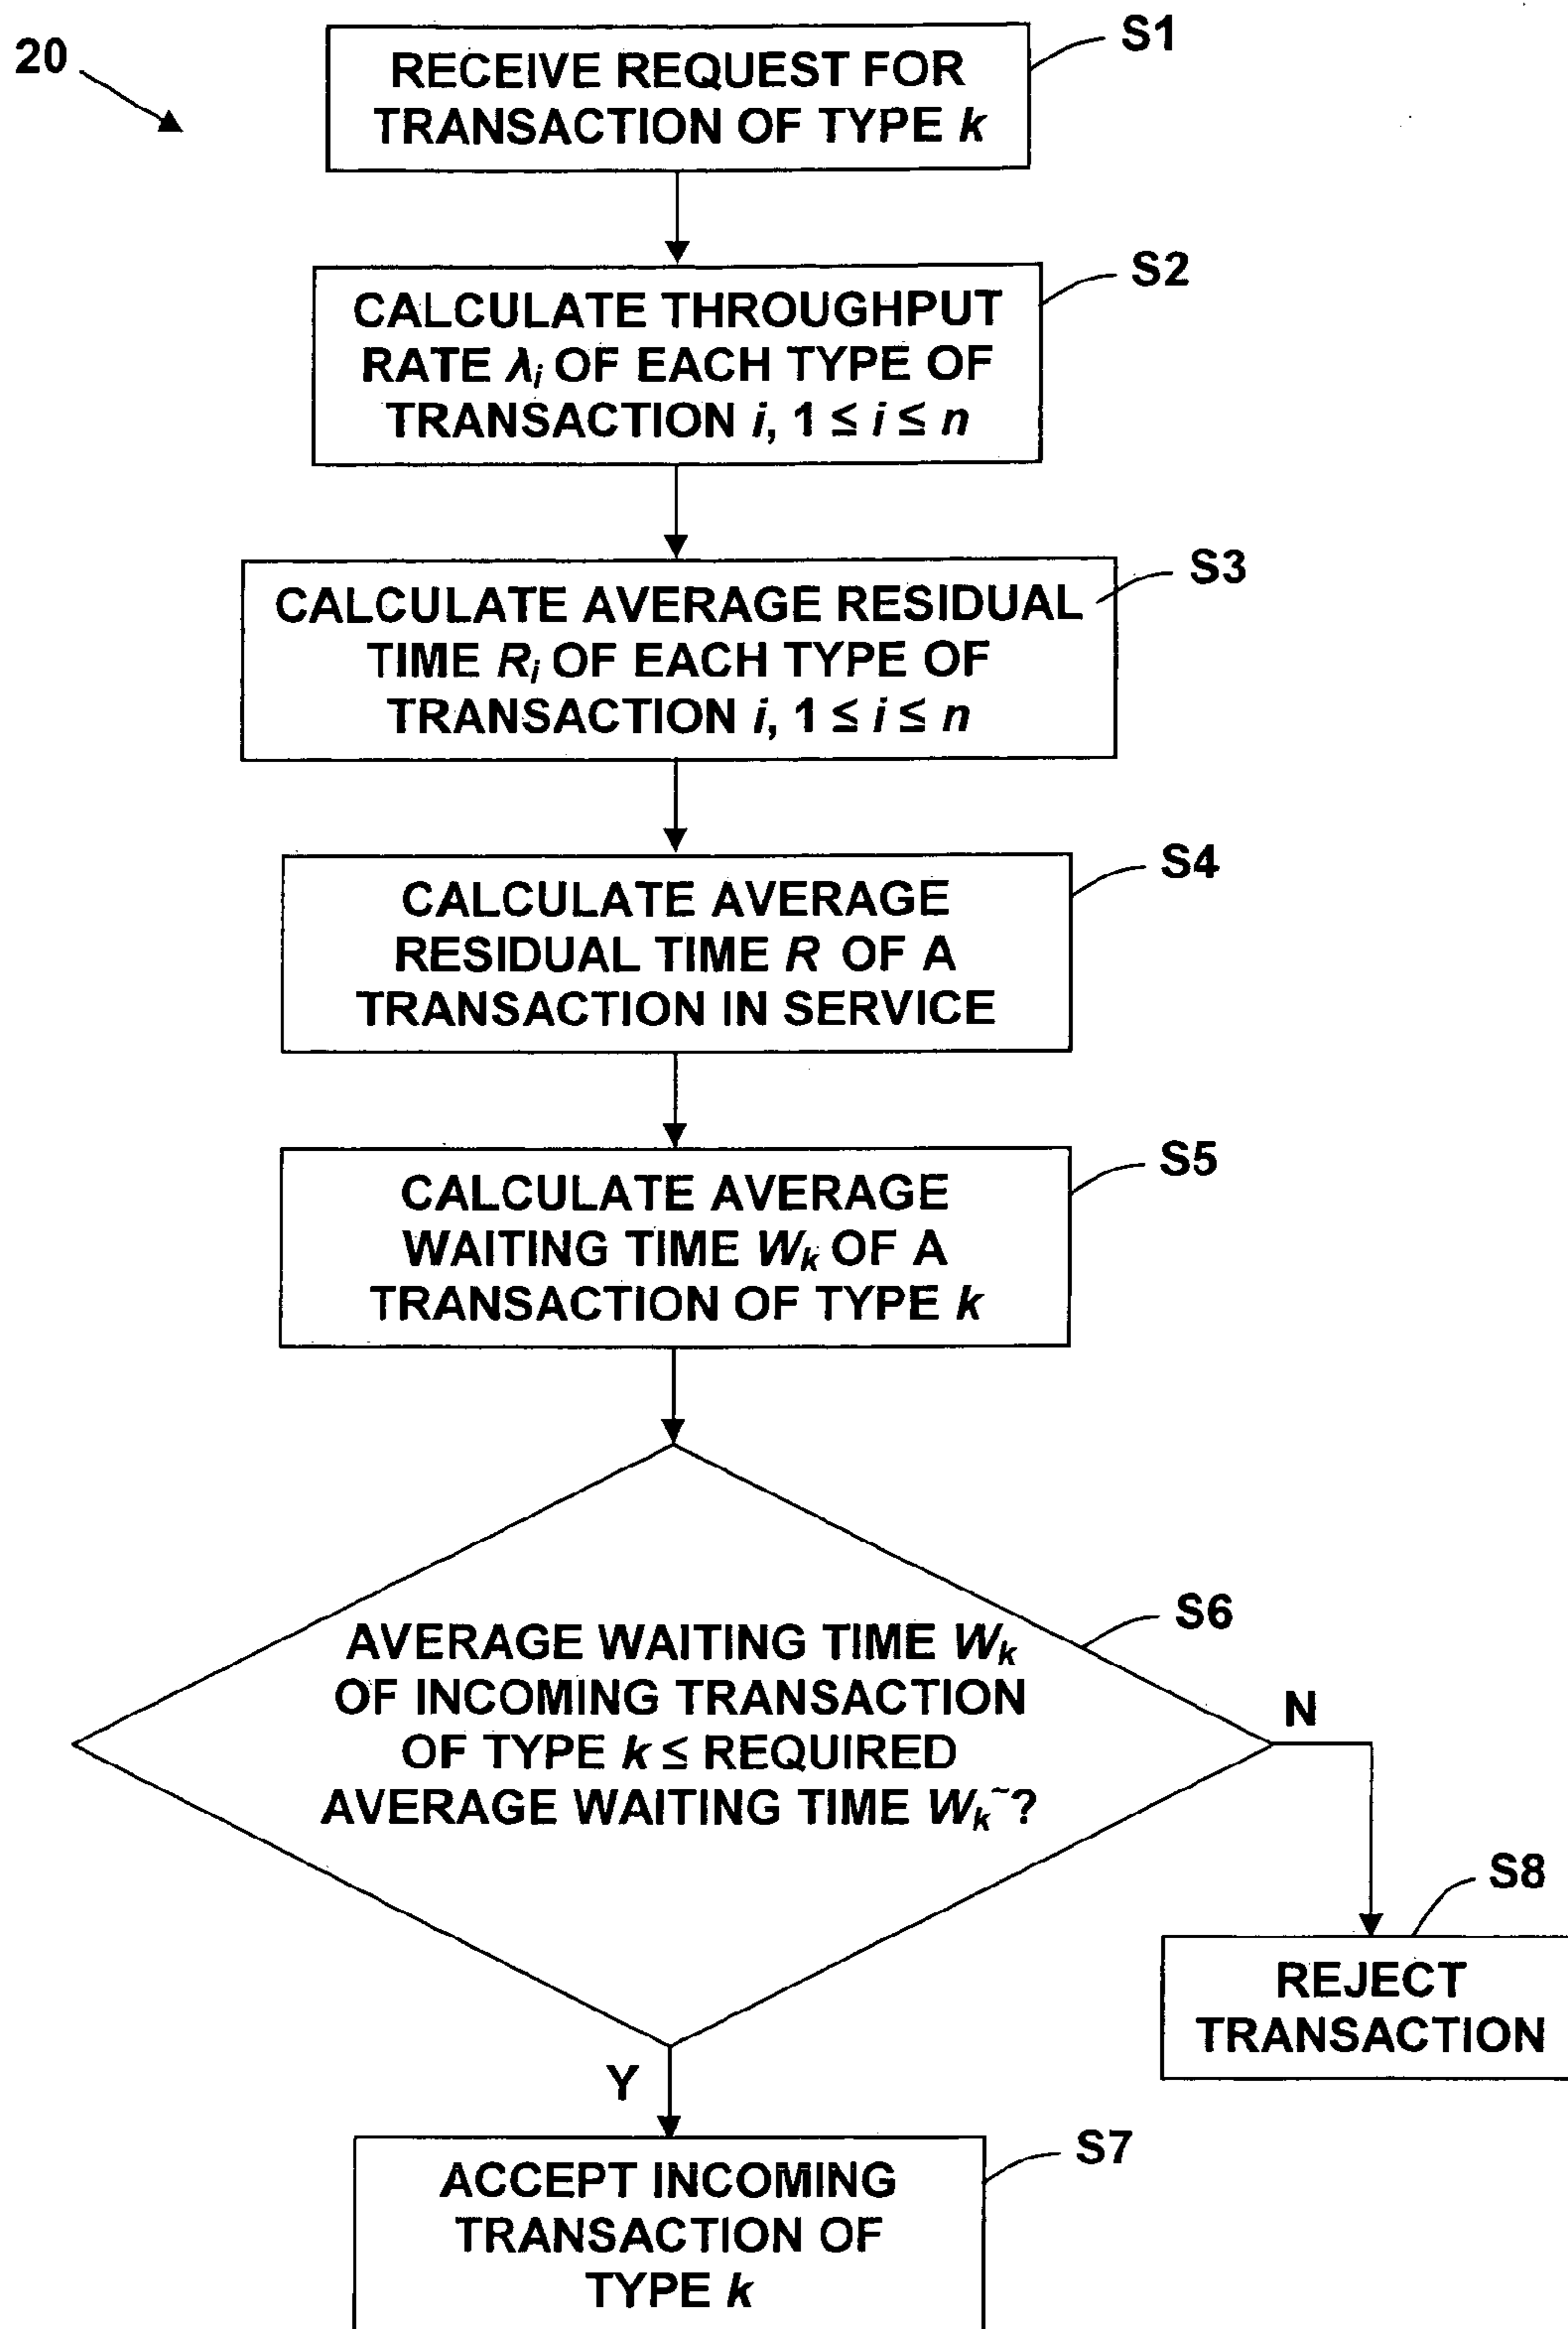 20
S1
RECEIVE REQUEST FOR
TRANSACTION OF TYPE k
S2
CALCULATE THROUGHPUT
RATE λi OF EACH TYPE OF
TRANSACTION i, 1 ≤ i ≤ n
S3
CALCULATE AVERAGE RESIDUAL
TIME Ri OF EACH TYPE OF
TRANSACTION i, 1 ≤ i ≤ n
S4
CALCULATE AVERAGE
RESIDUAL TIME R OF A
TRANSACTION IN SERVICE
S5
CALCULATE AVERAGE
WAITING TIME Wk OF A
TRANSACTION OF TYPE k
S6
AVERAGE WAITING TIME Wk
OF INCOMING TRANSACTION
OF TYPE k ≤ REQUIRED
AVERAGE WAITING TIME Wk~?
N
S8
REJECT
TRANSACTION
Y
S7
ACCEPT INCOMING
TRANSACTION OF
TYPE k